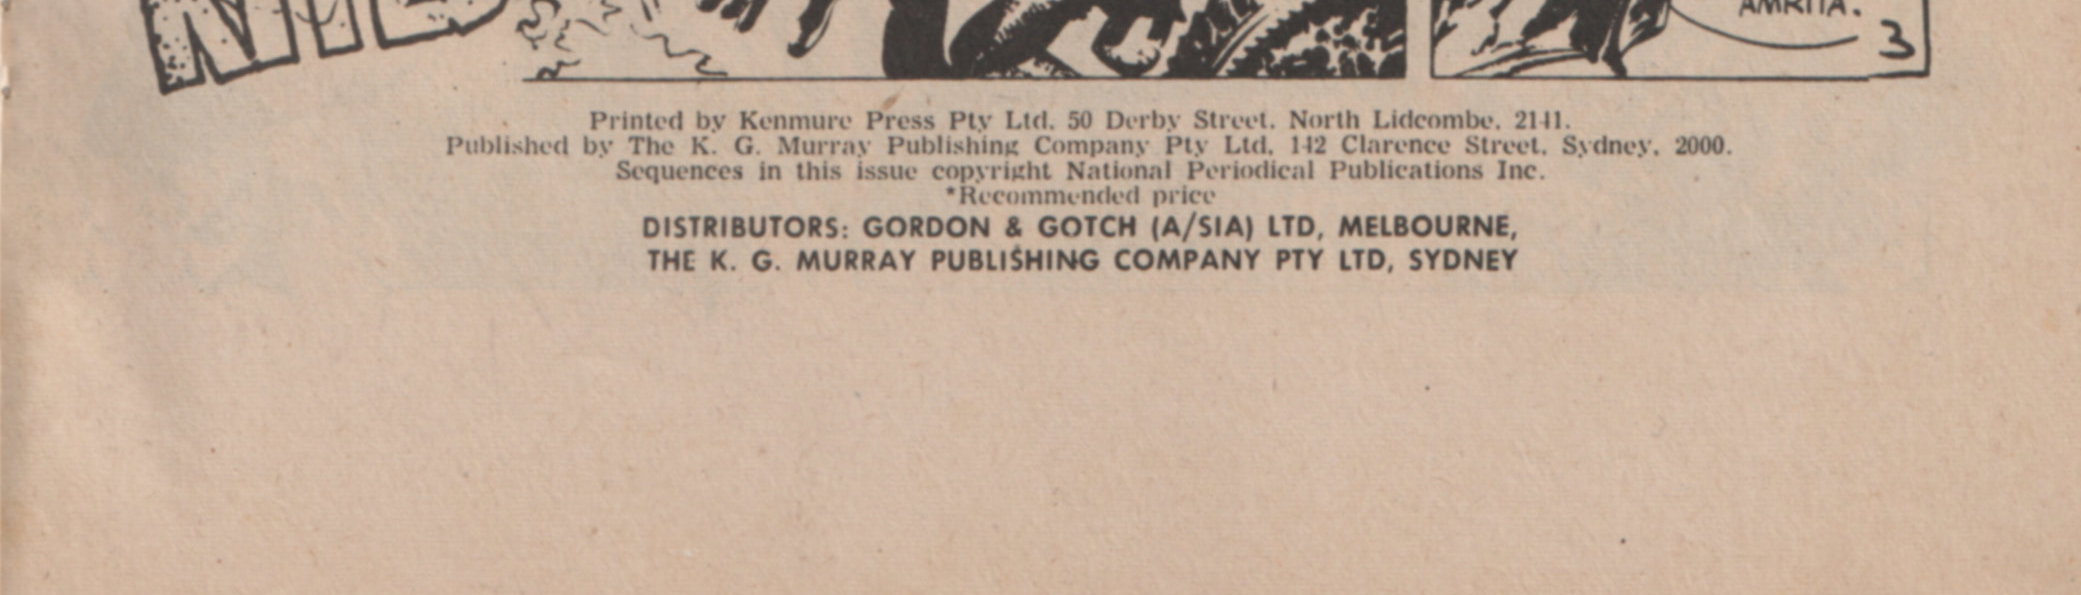 AMRITA.
3
Printed by Kenmure Press Pty Ltd, 50 Derby Street, North Lidcombe, 2141.
Published by The K. G. Murray Publishing Company Pty Ltd, 142 Clarence Street, Sydney, 2000.
Sequences in this issue copyright National Periodical Publications Inc.
*Recommended price
DISTRIBUTORS: GORDON & GOTCH (A/SIA) LTD, MELBOURNE,
THE K. G. MURRAY PUBLISHING COMPANY PTY LTD, SYDNEY